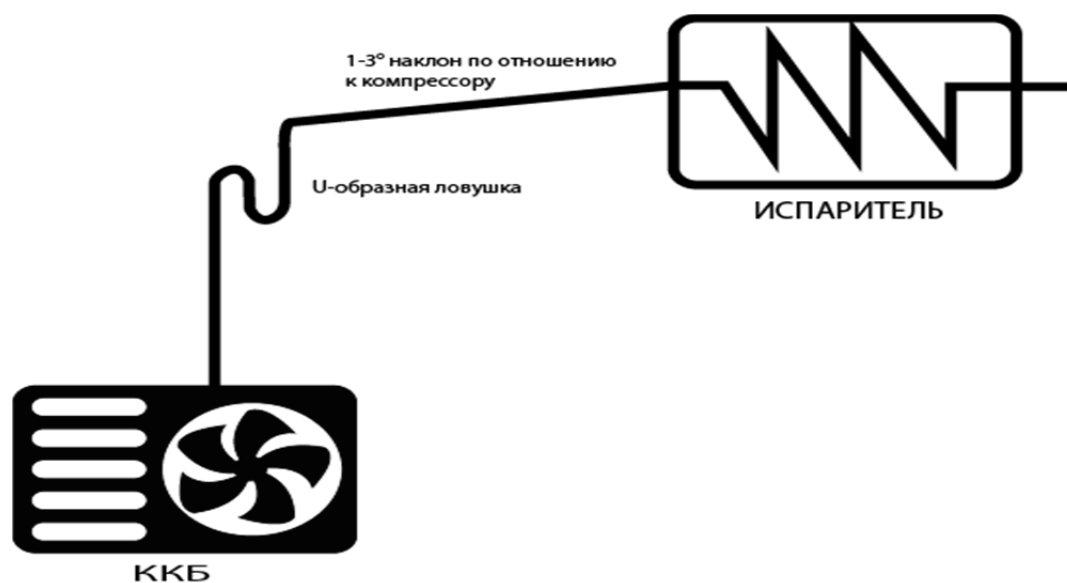 1-3° наклон по отношению
к компрессору
U-образная ловушка
ИСПАРИТЕЛЬ
ККБ